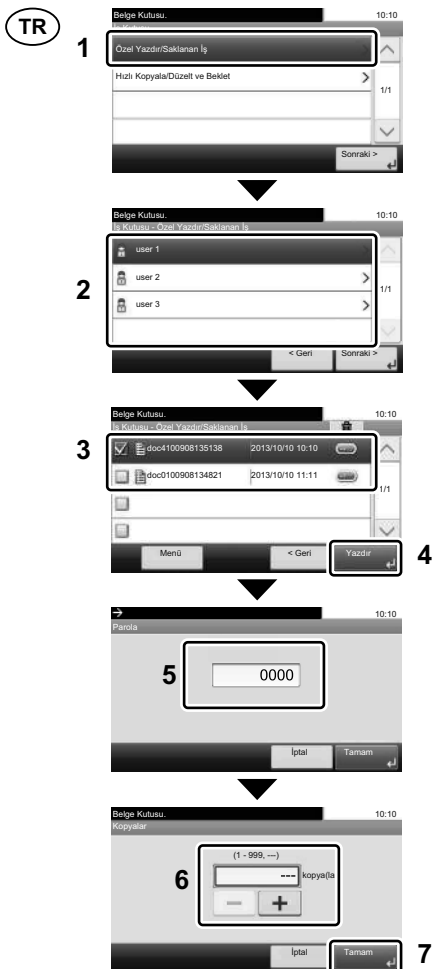 TR
Belge Kutusu. 10:10
İş Kutusu
1
Özel Yazdır/Saklanan İş
Hızlı Kopyala/Düzelt ve Beklet
1/1
Sonraki >
Belge Kutusu. 10:10
İş Kutusu - Özel Yazdır/Saklanan İş
2
user 1
user 2
user 3
1/1
< Geri Sonraki >
Belge Kutusu. 10:10
İş Kutusu - Özel Yazdır/Saklanan İş
3
doc4100908135138 2013/10/10 10:10
doc0100908134821 2013/10/10 11:11
1/1
Menü < Geri Yazdır 4
10:10
Parola
5 0000
İptal Tamam
Belge Kutusu. 10:10
Kopyalar
(1 - 999, ---)
6 --- kopya(la
İptal Tamam 7